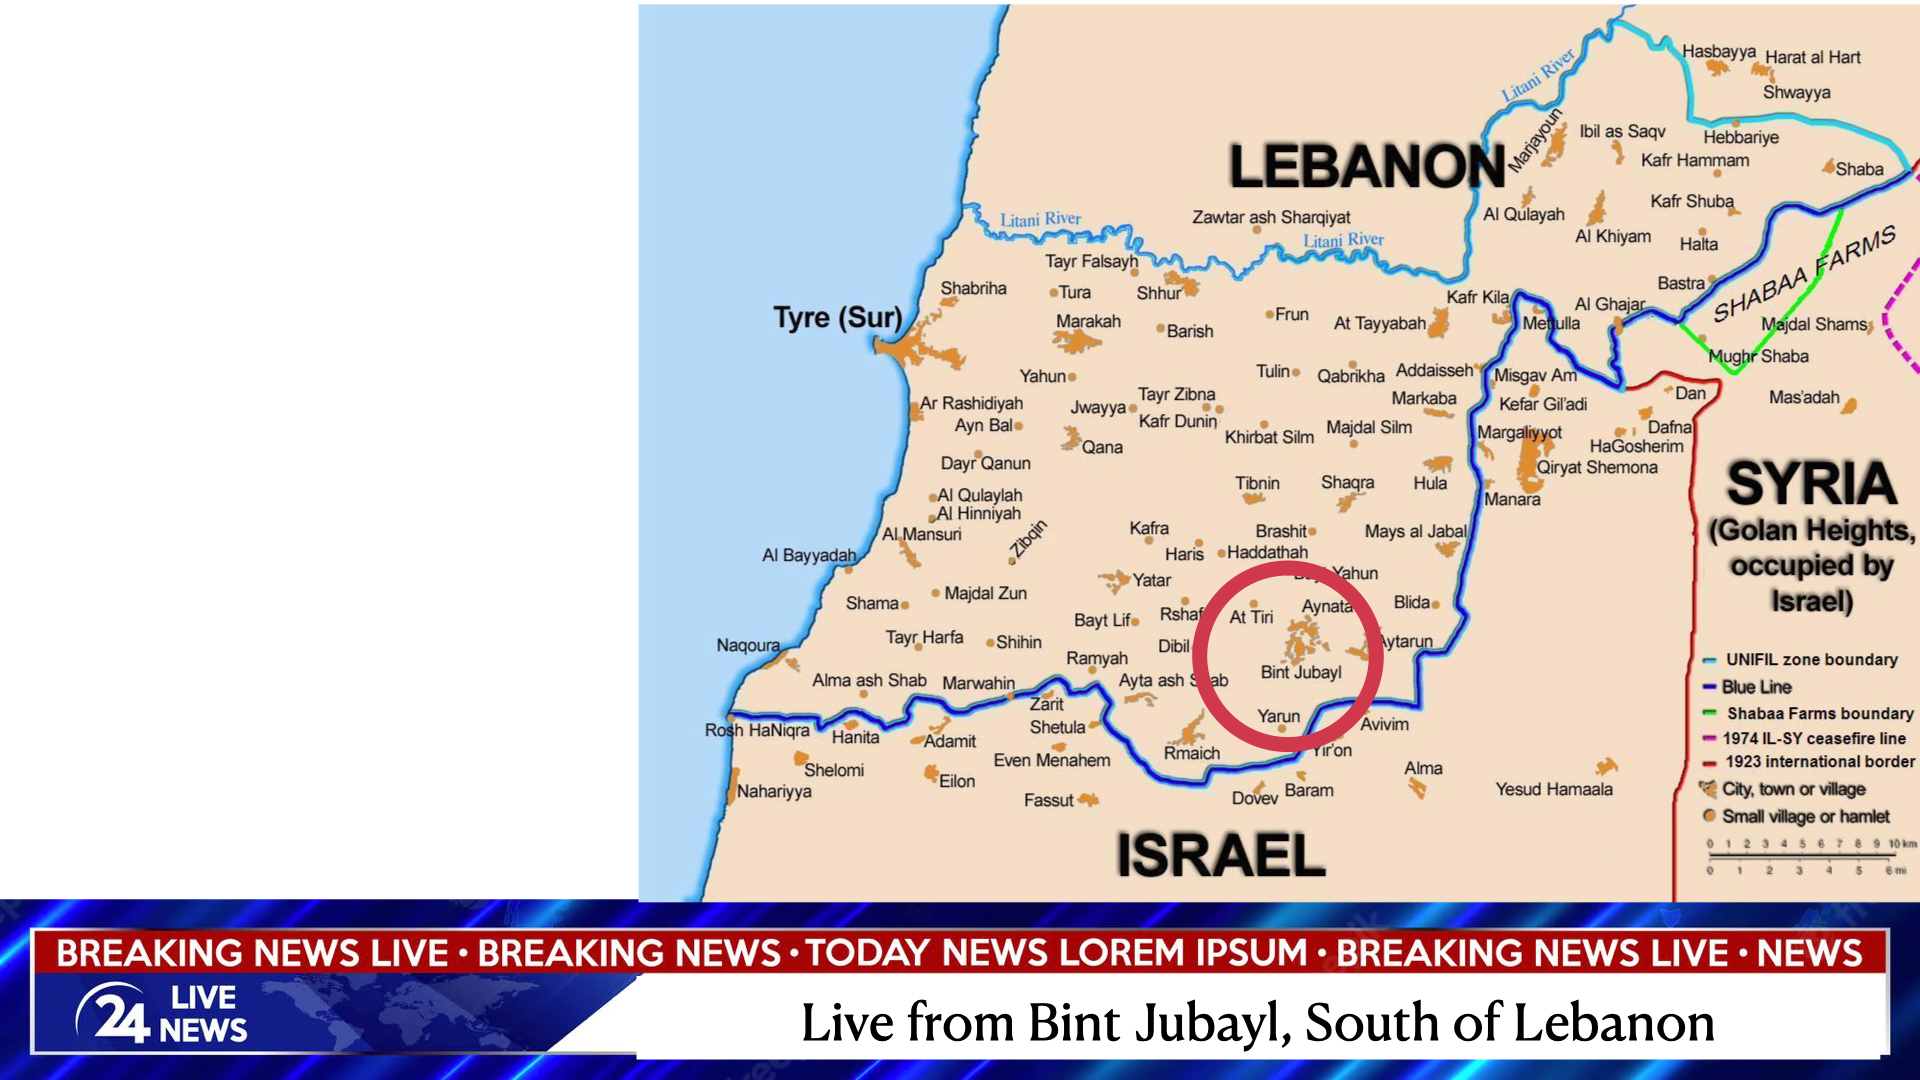 Hasbayya
Harat al Hart
Shwayya
Litani River
Marjayoun
Ibil as Saqv
Hebbariye
LEBANON
Kafr Hammam
Shaba
Kafr Shuba
Al Qulayah
Zawtar ash Sharqiyat
Litani River
Al Khiyam
Halta
Litani River
SHABAA FARMS
Tayr Falsayh
Bastra
Shabriha
Tura
Shhur
Kafr Kila
Al Ghajar
Tyre (Sur)
Marakah
Barish
Frun
At Tayyabah
Metulla
Majdal Shams
Mughr Shaba
Yahun
Tulin
Qabrikha
Addaisseh
Misgav Am
Dan
Mas'adah
Ar Rashidiyah
Jwayya
Tayr Zibna
Markaba
Kefar Gil'adi
Ayn Bal
Kafr Dunin
Khirbat Silm
Majdal Silm
Margaliyyot
Dafna
HaGosherim
Qana
Dayr Qanun
Qiryat Shemona
Tibnin
Shaqra
Hula
Manara
SYRIA
(Golan Heights,
occupied by
Israel)
Al Qulaylah
Al Hinniyah
Al Mansuri
Zibqin
Kafra
Brashit
Mays al Jabal
Al Bayyadah
Haris
Haddathah
Yatar
Bayt Yahun
Shama
Majdal Zun
Rshaf
At Tiri
Aynata
Blida
Bayt Lif
Naqoura
Tayr Harfa
Shihin
Dibil
Aytarun
Ramyah
Bint Jubayl
Alma ash Shab
Marwahin
Ayta ash Shab
Zarit
Yarun
Avivim
Rosh HaNiqra
Hanita
Adamit
Shetula
Rmaich
Yir'on
Even Menahem
Shelomi
Eilon
Alma
Nahariyya
Fassut
Dovev
Baram
Yesud Hamaala
ISRAEL
UNIFIL zone boundary
Blue Line
Shabaa Farms boundary
1974 IL-SY ceasefire line
1923 international border
City, town or village
Small village or hamlet
0 1 2 3 4 5 6 7 8 9 10 km
0 1 2 3 4 5 6 mi
BREAKING NEWS LIVE • BREAKING NEWS • TODAY NEWS LOREM IPSUM • BREAKING NEWS LIVE • NEWS
24 LIVE
NEWS
Live from Bint Jubayl, South of Lebanon